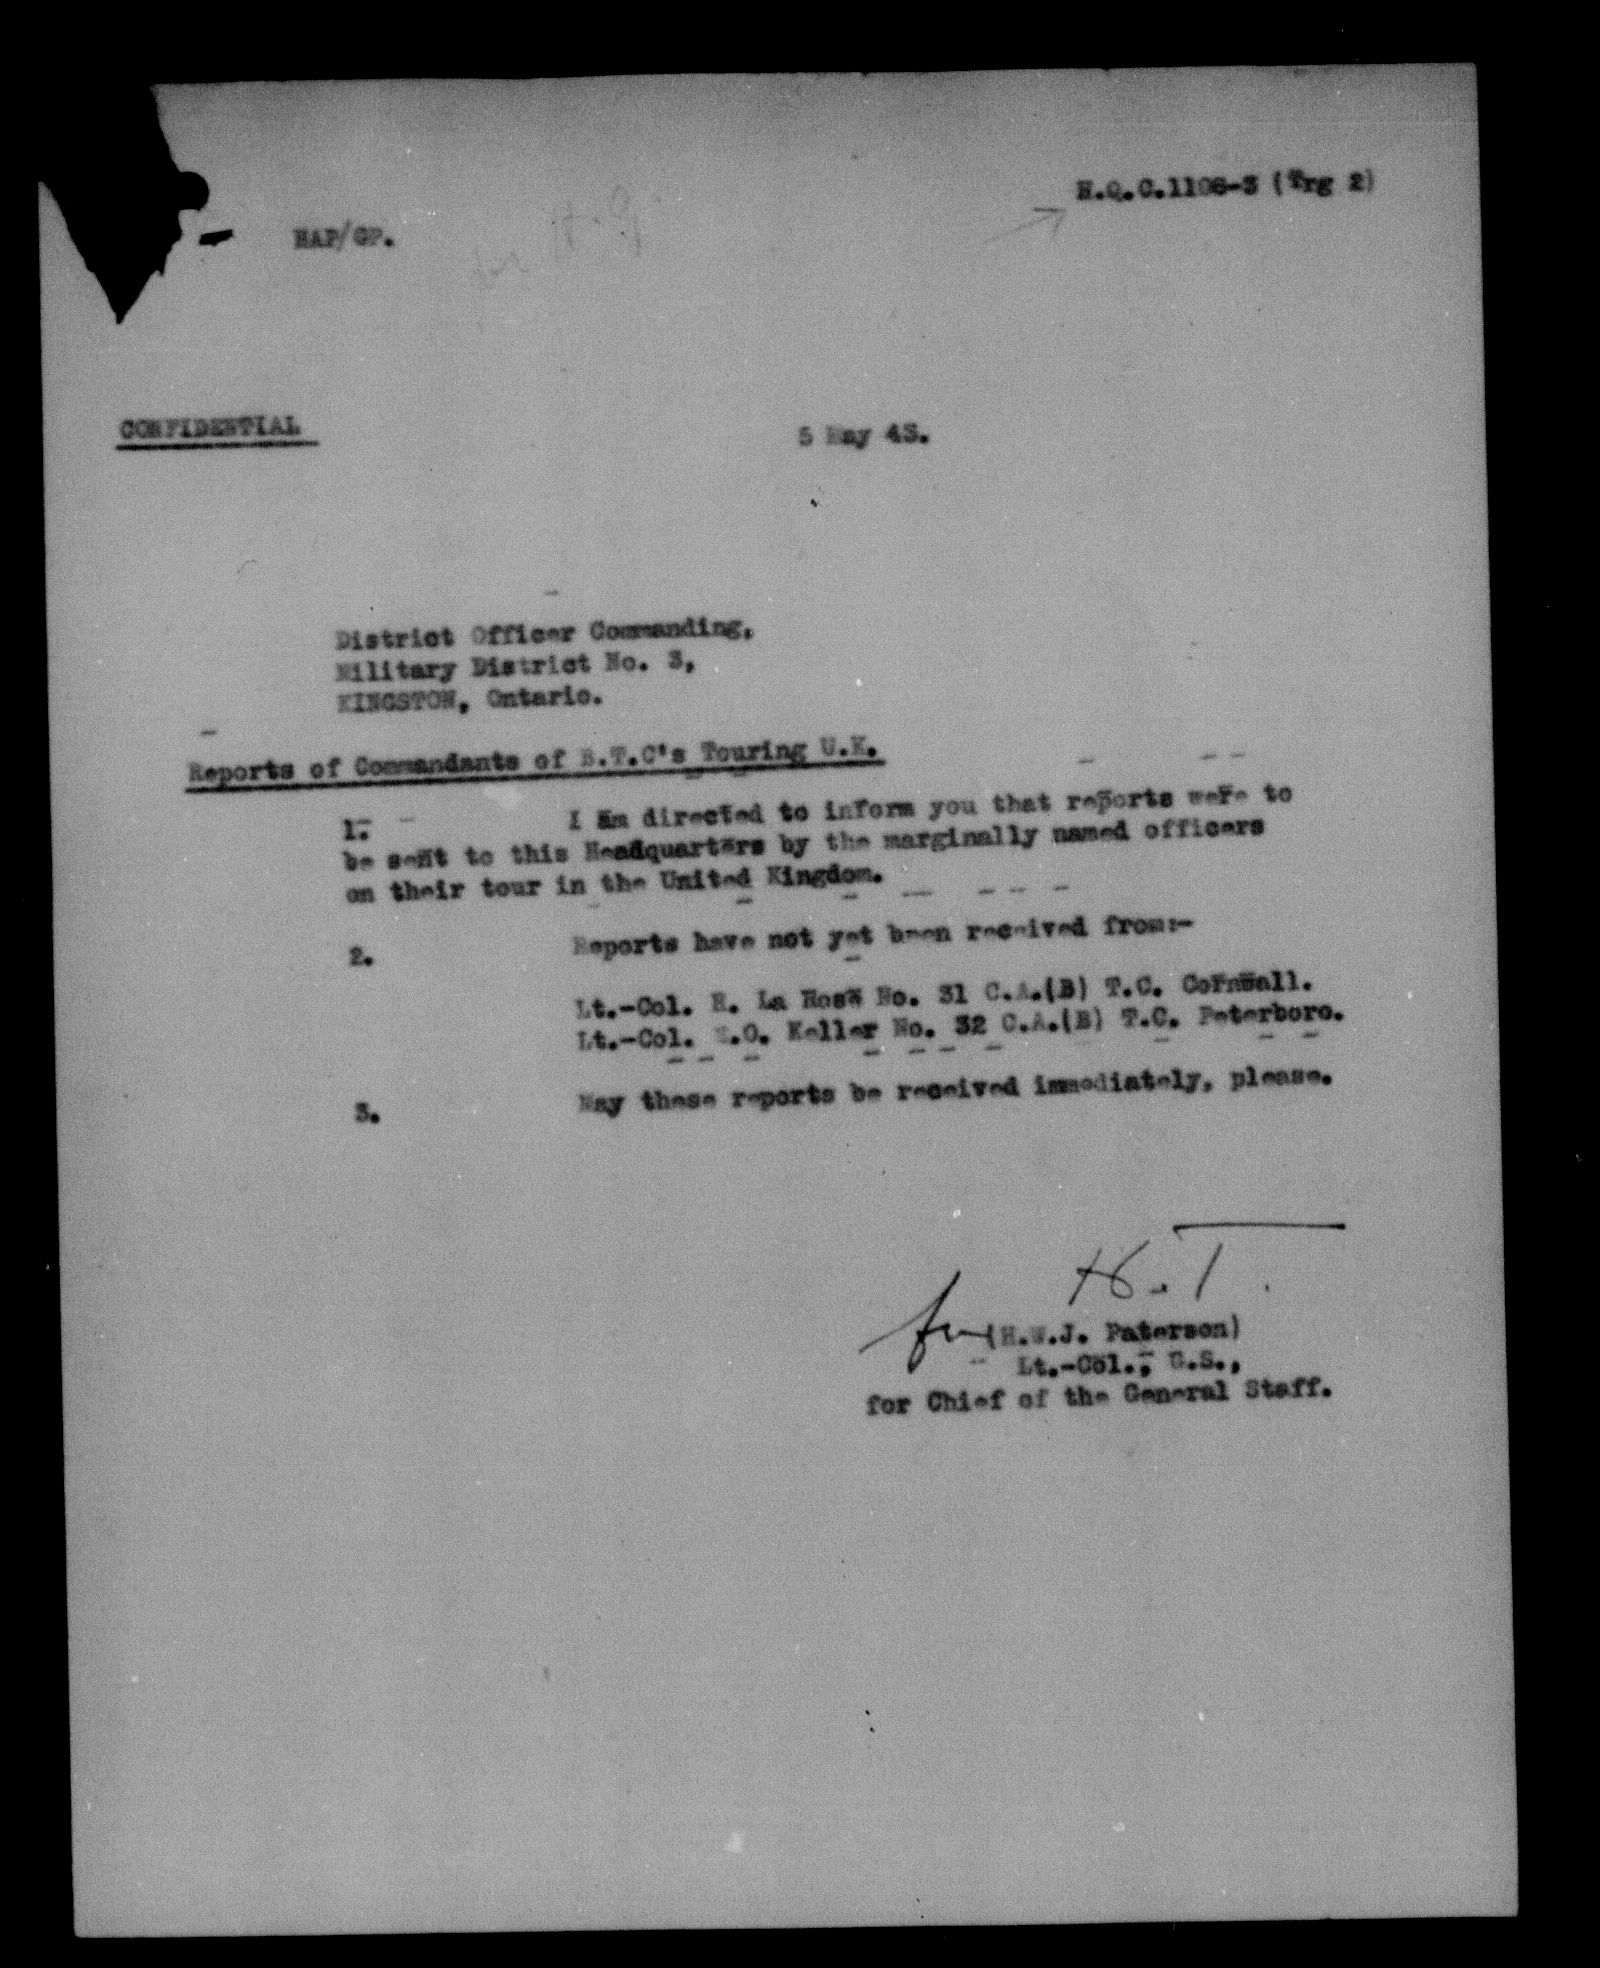 H.Q.C.1106-3 (Trg 2)
HAP/GP.
CONFIDENTIAL
5 May 43.
District Officer Commanding,
Military District No. 3,
KINGSTON, Ontario.
Reports of Commandants of B.T.C's Touring U.K.
1. I am directed to inform you that reports were to
be sent to this Headquarters by the marginally named officers
on their tour in the United Kingdom.
2. Reports have not yet been received from:-
Lt.-Col. H. La Rose No. 31 C.A.(B) T.C. Cornwall.
Lt.-Col. .O. Keller No. 32 C.A.(B) T.C. Peterboro.
3. May these reports be received immediately, please.
H. T.
for (H.W.J. Paterson)
Lt.-Col., G.S.,
for Chief of the General Staff.